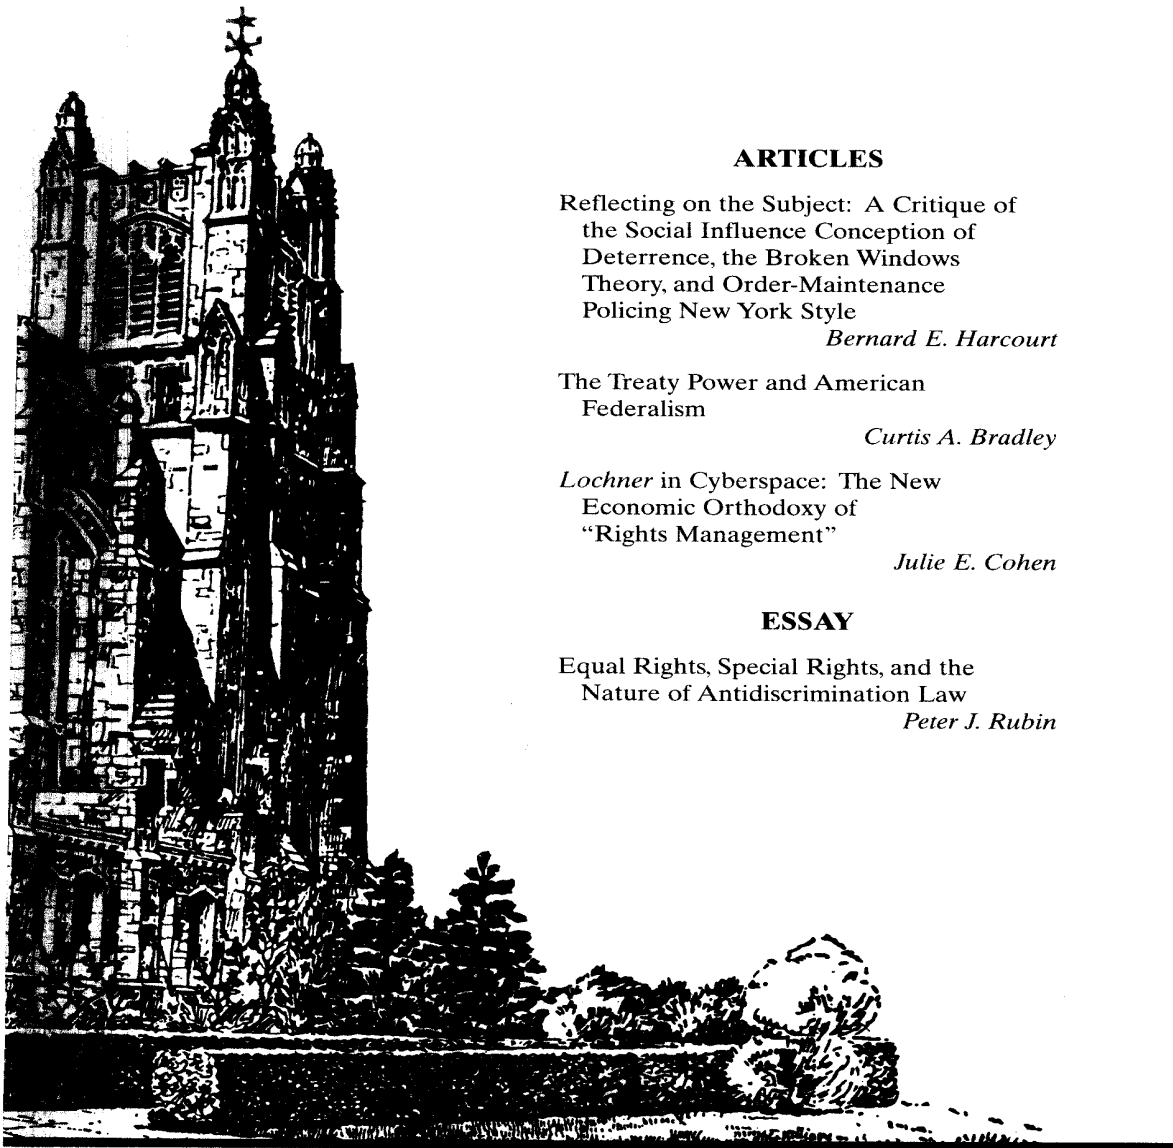 ARTICLES
Reflecting on the Subject: A Critique of
the Social Influence Conception of
Deterrence, the Broken Windows
Theory, and Order-Maintenance
Policing New York Style
Bernard E. Harcourt
The Treaty Power and American
Federalism
Curtis A. Bradley
Lochner in Cyberspace: The New
Economic Orthodoxy of
“Rights Management”
Julie E. Cohen
ESSAY
Equal Rights, Special Rights, and the
Nature of Antidiscrimination Law
Peter J. Rubin